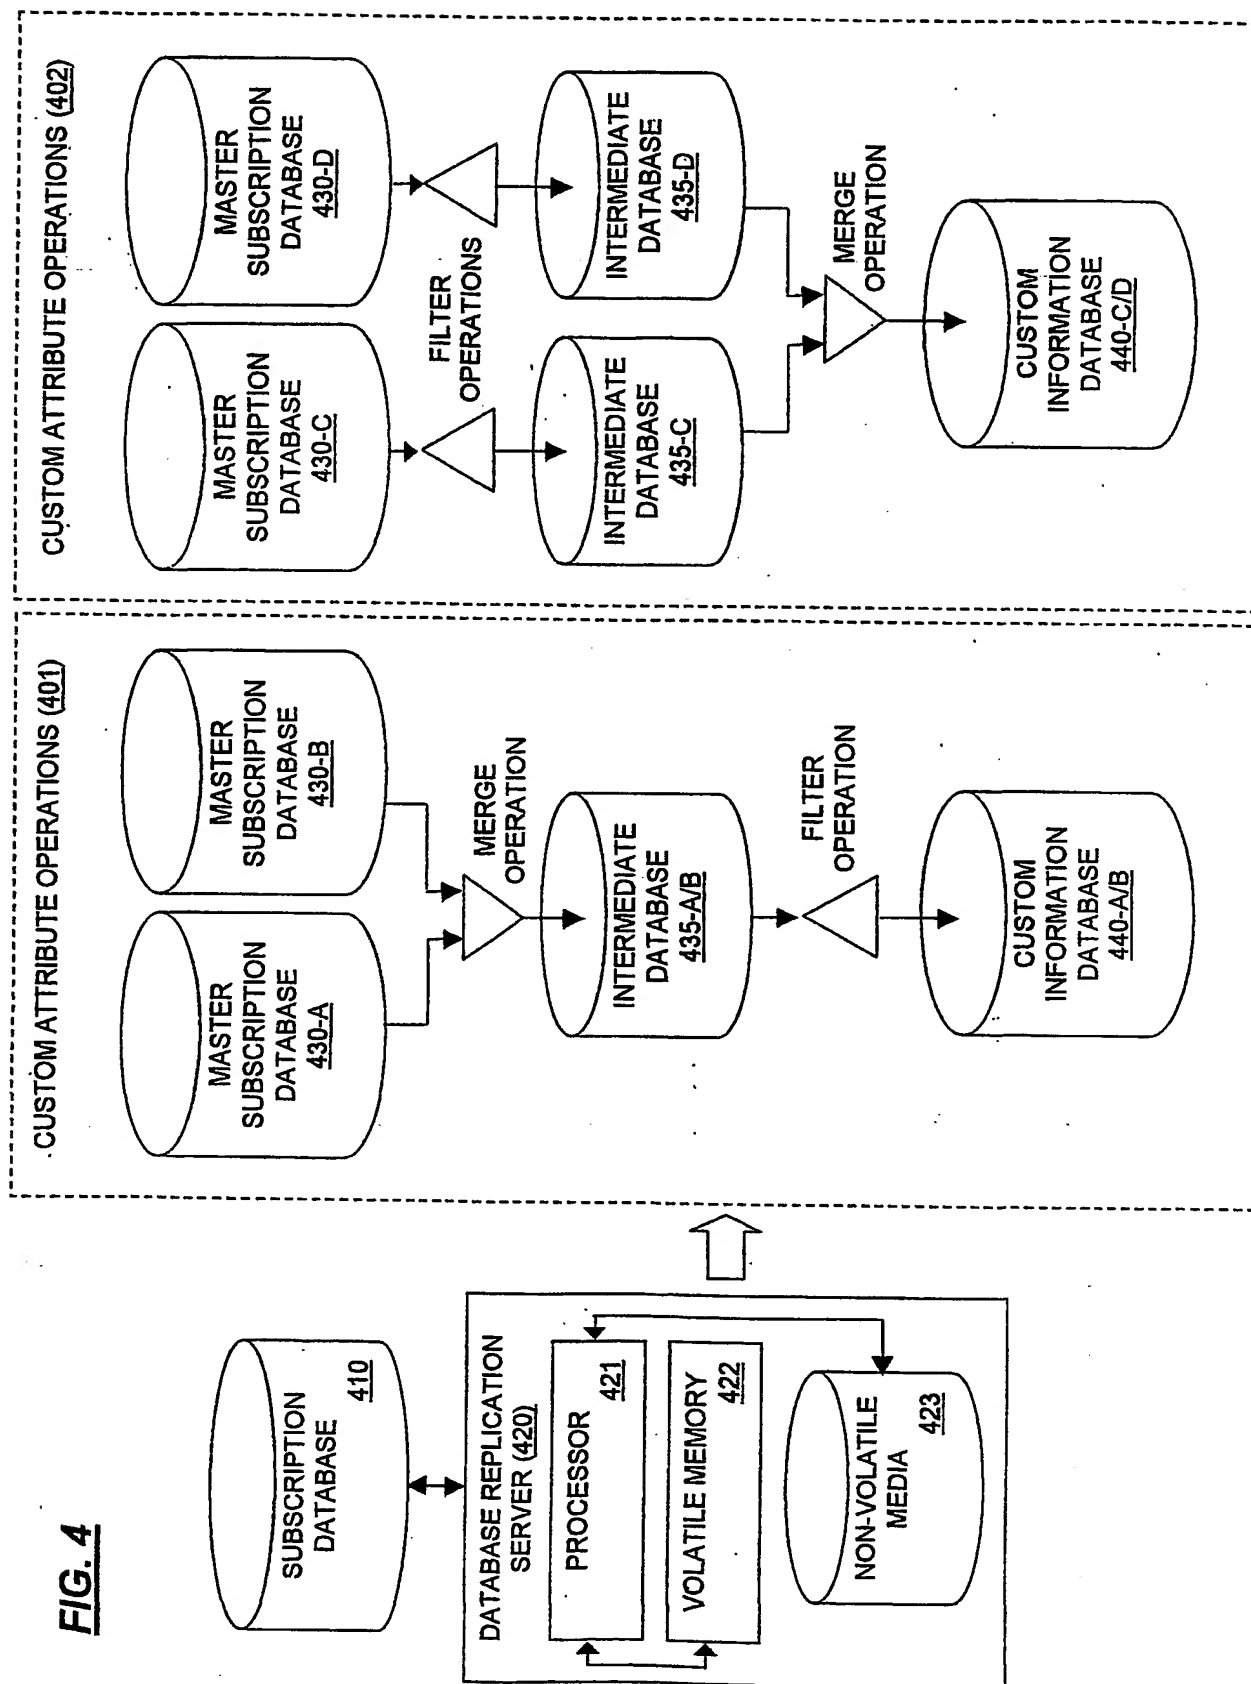 FIG. 4
SUBSCRIPTION
DATABASE
410
DATABASE REPLICATION
SERVER (420)
PROCESSOR
421
VOLATILE MEMORY
422
NON-VOLATILE
MEDIA
423
CUSTOM ATTRIBUTE OPERATIONS (401)
MASTER
SUBSCRIPTION
DATABASE
430-A
MASTER
SUBSCRIPTION
DATABASE
430-B
MERGE
OPERATION
INTERMEDIATE
DATABASE
435-A/B
FILTER
OPERATION
CUSTOM
INFORMATION
DATABASE
440-A/B
CUSTOM ATTRIBUTE OPERATIONS (402)
MASTER
SUBSCRIPTION
DATABASE
430-C
MASTER
SUBSCRIPTION
DATABASE
430-D
FILTER
OPERATIONS
INTERMEDIATE
DATABASE
435-C
INTERMEDIATE
DATABASE
435-D
MERGE
OPERATION
CUSTOM
INFORMATION
DATABASE
440-C/D